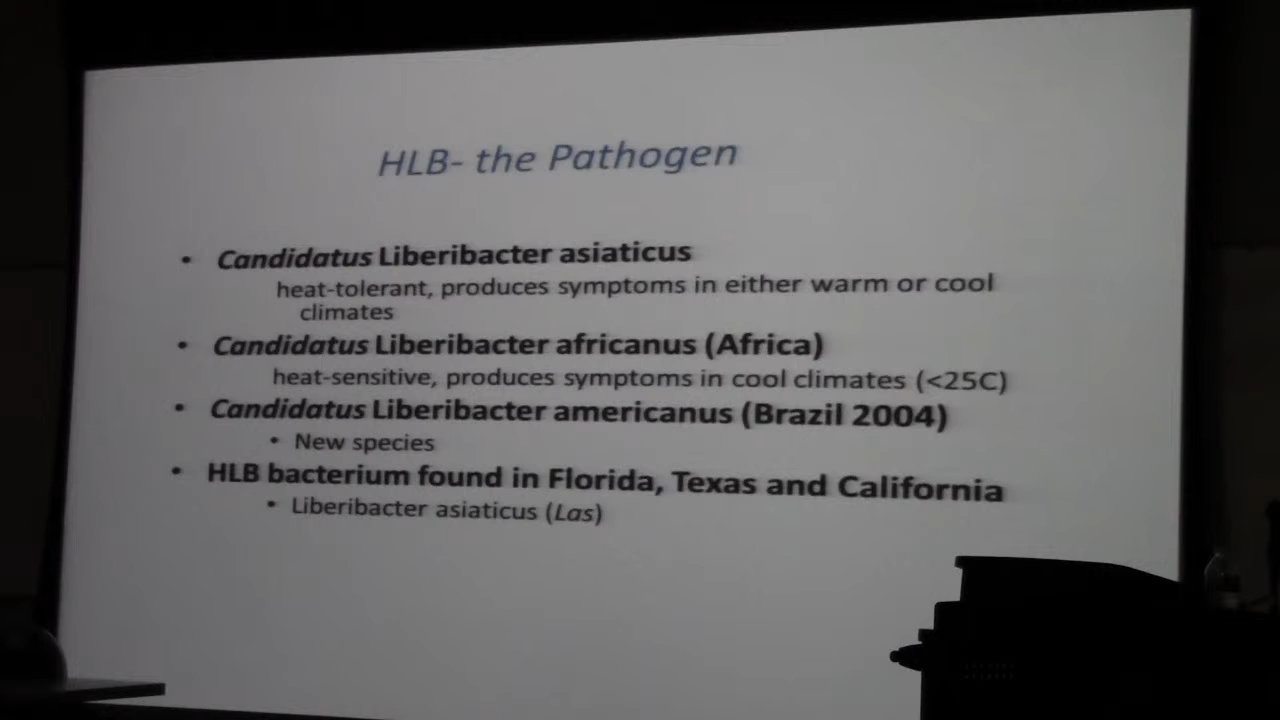 HLB- the Pathogen
• Candidatus Liberibacter asiaticus
heat-tolerant, produces symptoms in either warm or cool
climates
• Candidatus Liberibacter africanus (Africa)
heat-sensitive, produces symptoms in cool climates (<25C)
• Candidatus Liberibacter americanus (Brazil 2004)
• New species
• HLB bacterium found in Florida, Texas and California
• Liberibacter asiaticus (Las)